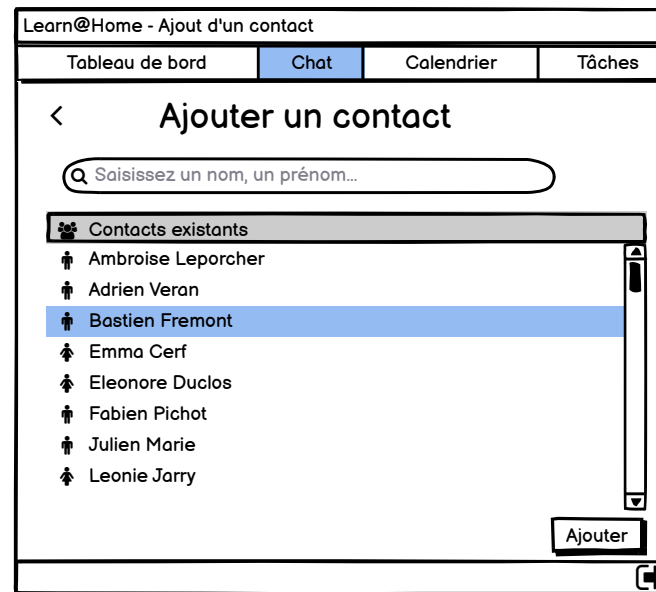 Learn@Home - Ajout d'un contact
Tableau de bord Chat Calendrier Tâches
Ajouter un contact
Saisissez un nom, un prénom...
Contacts existants
Ambroise Leporcher
Adrien Veran
Bastien Fremont
Emma Cerf
Eleonore Duclos
Fabien Pichot
Julien Marie
Leonie Jarry
Ajouter